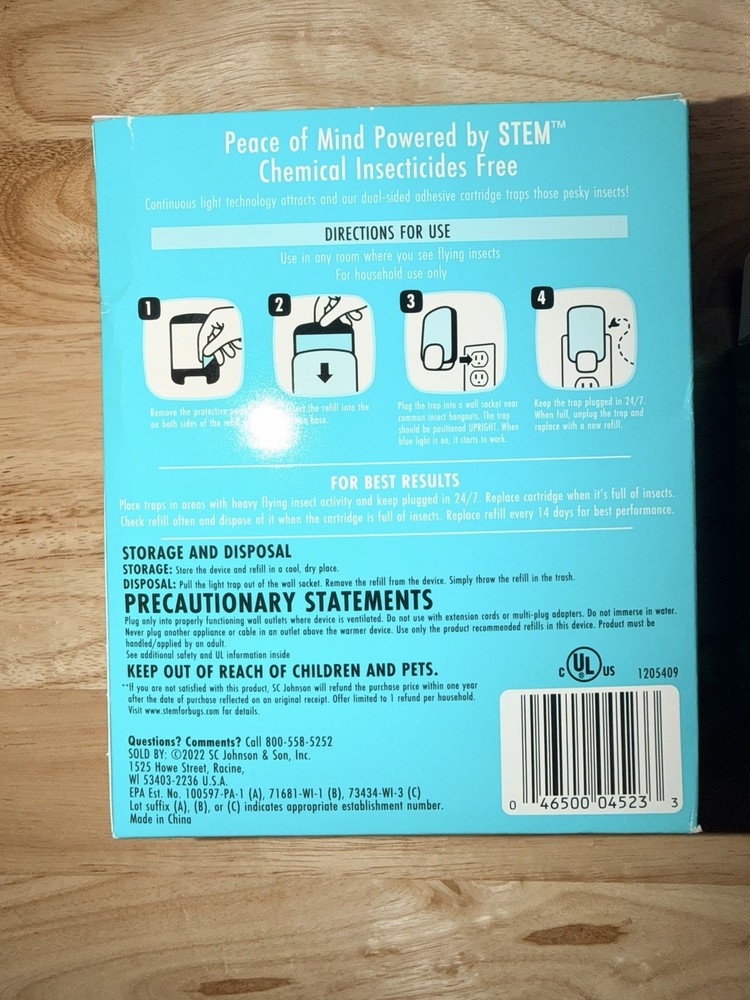 Peace of Mind Powered by STEM™
Chemical Insecticides Free
Continuous light technology attracts and our dual-sided adhesive cartridge traps those pesky insects!
DIRECTIONS FOR USE
Use in any room where you see flying insects
For household use only
1
Remove the protective
on both sides of the
2
the refill into the
base.
3
Plug the trap into a wall socket near
common insect hangouts. The trap
should be positioned UPRIGHT. When
blue light is on, it starts to work.
4
Keep the trap plugged in 24/7.
When full, unplug the trap and
replace with a new refill.
FOR BEST RESULTS
Place traps in areas with heavy flying insect activity and keep plugged in 24/7. Replace cartridge when it's full of insects.
Check refill often and dispose of it when the cartridge is full of insects. Replace refill every 14 days for best performance.
STORAGE AND DISPOSAL
STORAGE: Store the device and refill in a cool, dry place.
DISPOSAL: Pull the light trap out of the wall socket. Remove the refill from the device. Simply throw the refill in the trash.
PRECAUTIONARY STATEMENTS
Plug only into properly functioning wall outlets where device is ventilated. Do not use with extension cords or multi-plug adapters. Do not immerse in water.
Never plug another appliance or cable in an outlet above the warmer device. Use only the product recommended refills in this device. Product must be
handled/applied by an adult.
See additional safety and UL information inside
KEEP OUT OF REACH OF CHILDREN AND PETS.
**If you are not satisfied with this product, SC Johnson will refund the purchase price within one year
after the date of purchase reflected on an original receipt. Offer limited to 1 refund per household.
Visit www.stemforbugs.com for details.
C UL® US 1205409
Questions? Comments? Call 800-558-5252
SOLD BY: ©2022 SC Johnson & Son, Inc.
1525 Howe Street, Racine,
WI 53403-2236 U.S.A.
EPA Est. No. 100597-PA-1 (A), 71681-WI-1 (B), 73434-WI-3 (C)
Lot suffix (A), (B), or (C) indicates appropriate establishment number.
Made in China
0 46500 04523 3